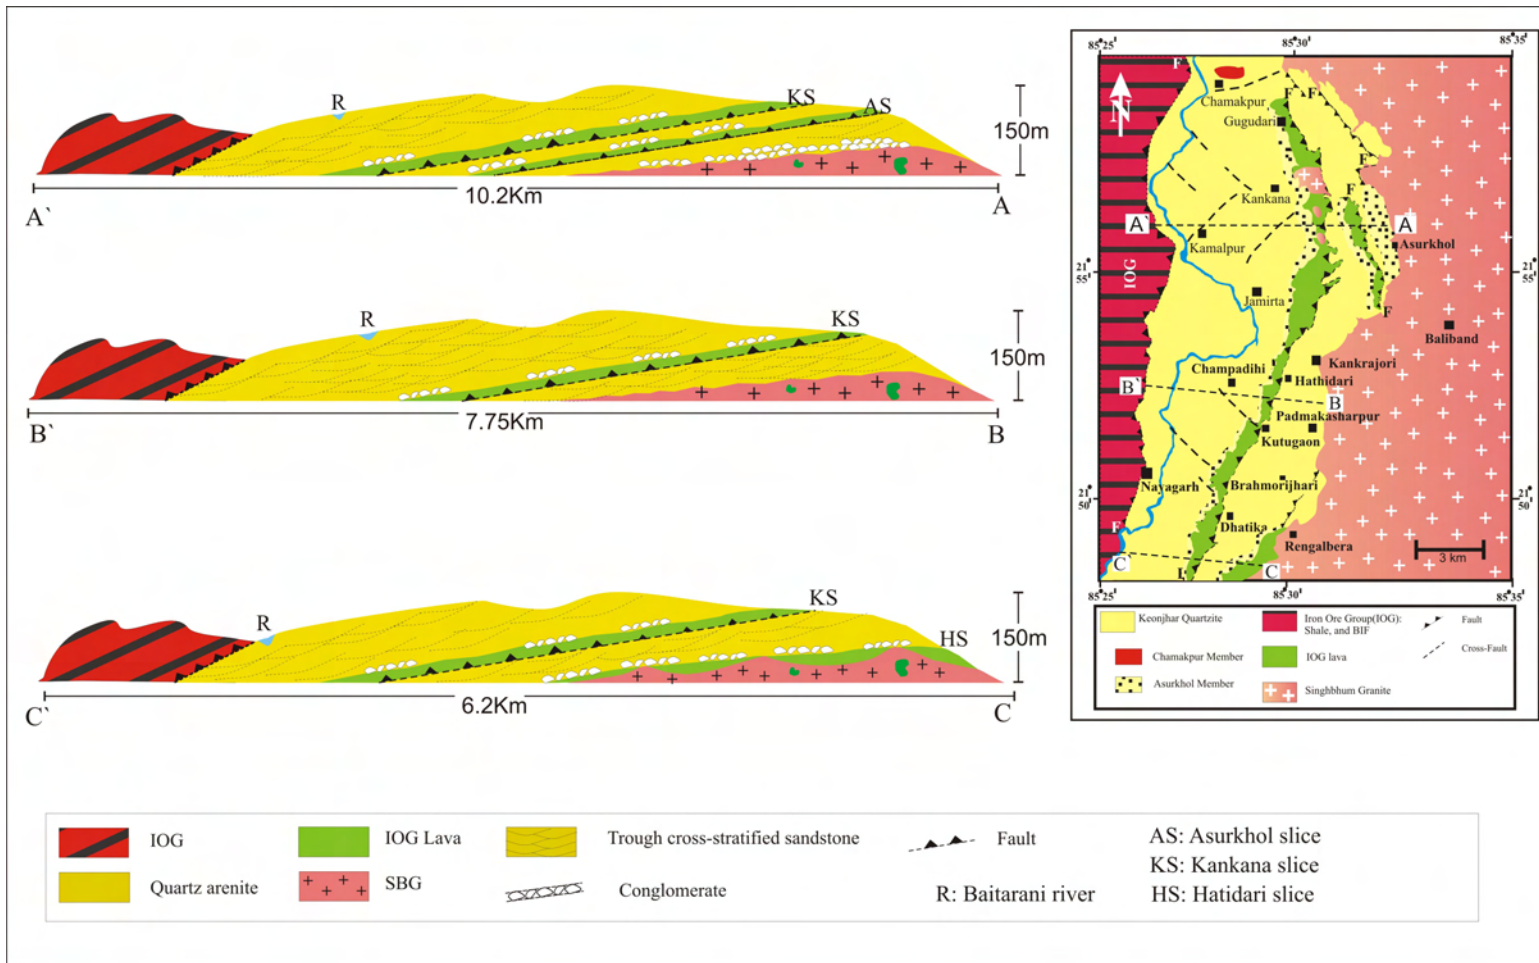 R
KS
AS
150m
10.2Km
A`
A
R
KS
150m
7.75Km
B`
B
R
KS
HS
150m
6.2Km
C`
C
85°25
85°30
85°35
F
N
Chamakpur
F
F
Gugudari
F
F
Kankana
A`
A
Kamalpur
Asurkhol
IOG
21
55
21
55
Jamirta
F
Baliband
Champadihi
Kankrajori
Hathidari
B`
B
Padmakasharpur
Kutugaon
Nayagarh
Brahmorijhari
21
50
21
50
F
Dhatika
Rengalbera
C`
C
3 km
85°25
85°30
85°35
Keonjhar Quartzite
Iron Ore Group(IOG):
Shale, and BIF
Fault
Chamakpur Member
IOG lava
Cross-Fault
Asurkhol Member
Singhbhum Granite
IOG
IOG Lava
Trough cross-stratified sandstone
Fault
AS: Asurkhol slice
Quartz arenite
SBG
Conglomerate
R: Baitarani river
KS: Kankana slice
HS: Hatidari slice